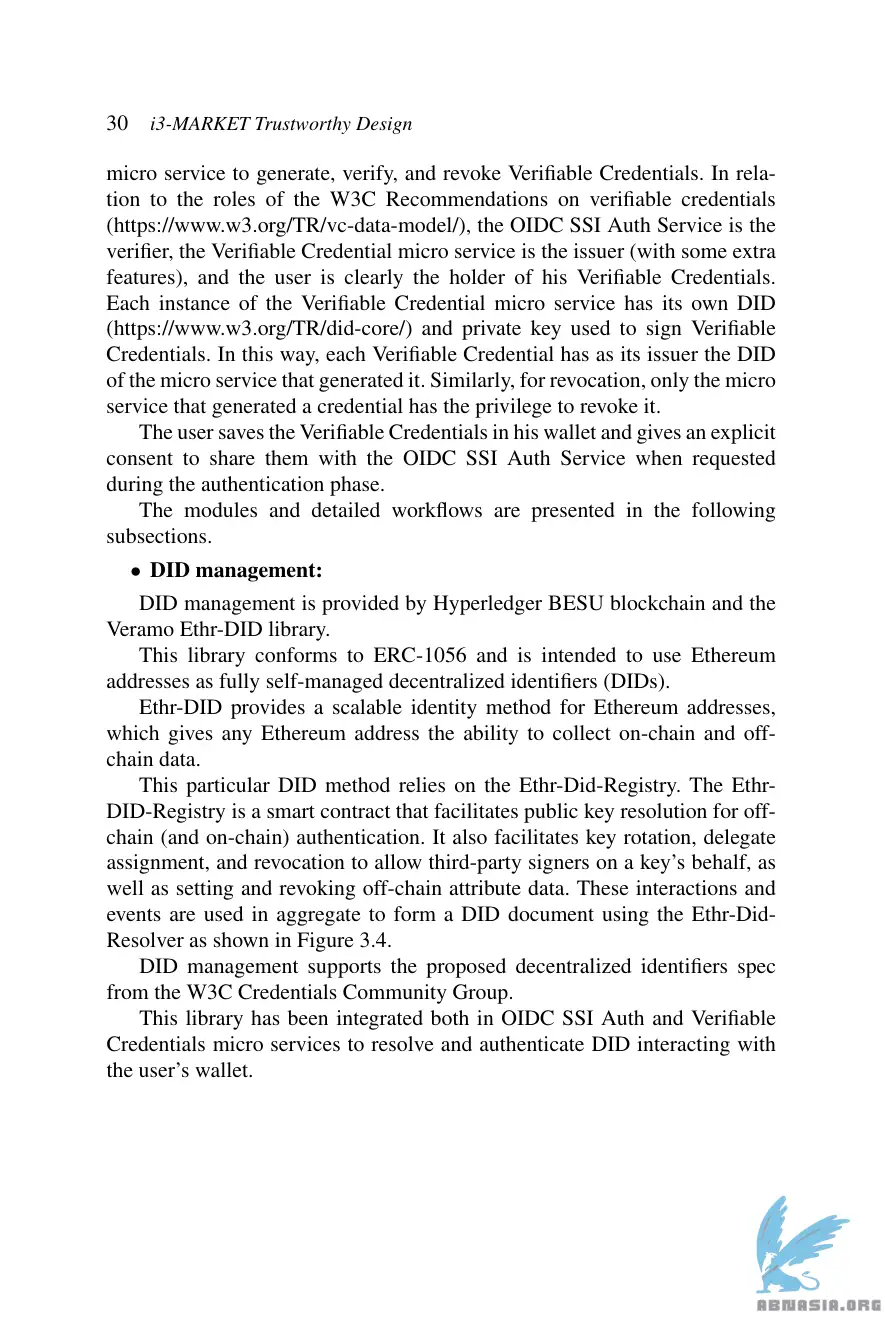 30 i3-MARKET Trustworthy Design
micro service to generate, verify, and revoke Verifiable Credentials. In rela-
tion to the roles of the W3C Recommendations on verifiable credentials
(https://www.w3.org/TR/vc-data-model/), the OIDC SSI Auth Service is the
verifier, the Verifiable Credential micro service is the issuer (with some extra
features), and the user is clearly the holder of his Verifiable Credentials.
Each instance of the Verifiable Credential micro service has its own DID
(https://www.w3.org/TR/did-core/) and private key used to sign Verifiable
Credentials. In this way, each Verifiable Credential has as its issuer the DID
of the micro service that generated it. Similarly, for revocation, only the micro
service that generated a credential has the privilege to revoke it.
The user saves the Verifiable Credentials in his wallet and gives an explicit
consent to share them with the OIDC SSI Auth Service when requested
during the authentication phase.
The modules and detailed workflows are presented in the following
subsections.
• DID management:
DID management is provided by Hyperledger BESU blockchain and the
Veramo Ethr-DID library.
This library conforms to ERC-1056 and is intended to use Ethereum
addresses as fully self-managed decentralized identifiers (DIDs).
Ethr-DID provides a scalable identity method for Ethereum addresses,
which gives any Ethereum address the ability to collect on-chain and off-
chain data.
This particular DID method relies on the Ethr-Did-Registry. The Ethr-
DID-Registry is a smart contract that facilitates public key resolution for off-
chain (and on-chain) authentication. It also facilitates key rotation, delegate
assignment, and revocation to allow third-party signers on a key's behalf, as
well as setting and revoking off-chain attribute data. These interactions and
events are used in aggregate to form a DID document using the Ethr-Did-
Resolver as shown in Figure 3.4.
DID management supports the proposed decentralized identifiers spec
from the W3C Credentials Community Group.
This library has been integrated both in OIDC SSI Auth and Verifiable
Credentials micro services to resolve and authenticate DID interacting with
the user's wallet.
ABNASIA.ORG